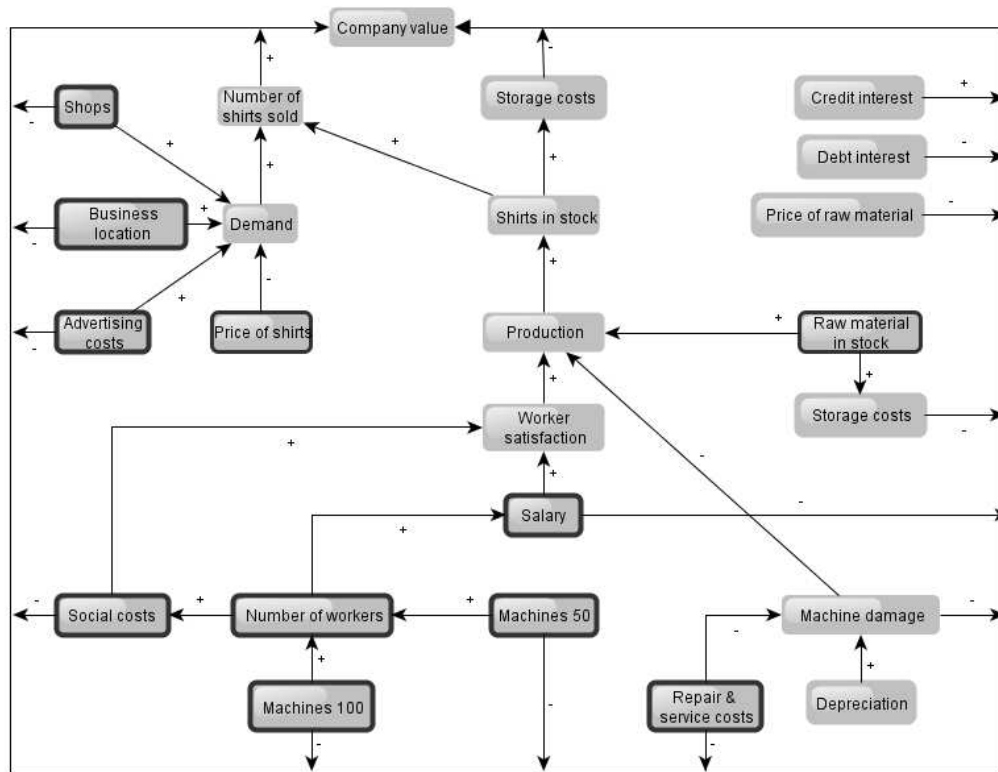 Company value
+
-
Shops
Number of
shirts sold
Storage costs
Credit interest
+
-
+
+
+
+
Debt interest
-
Business
location
+
Demand
Shirts in stock
Price of raw material
-
-
+
-
+
Advertising
costs
Price of shirts
Production
+
Raw material
in stock
-
+
+
Worker
satisfaction
Storage costs
-
+
-
+
Salary
-
+
-
Social costs
+
Number of workers
+
Machines 50
-
Machine damage
-
+
+
Machines 100
-
Repair &
service costs
Depreciation
-
-